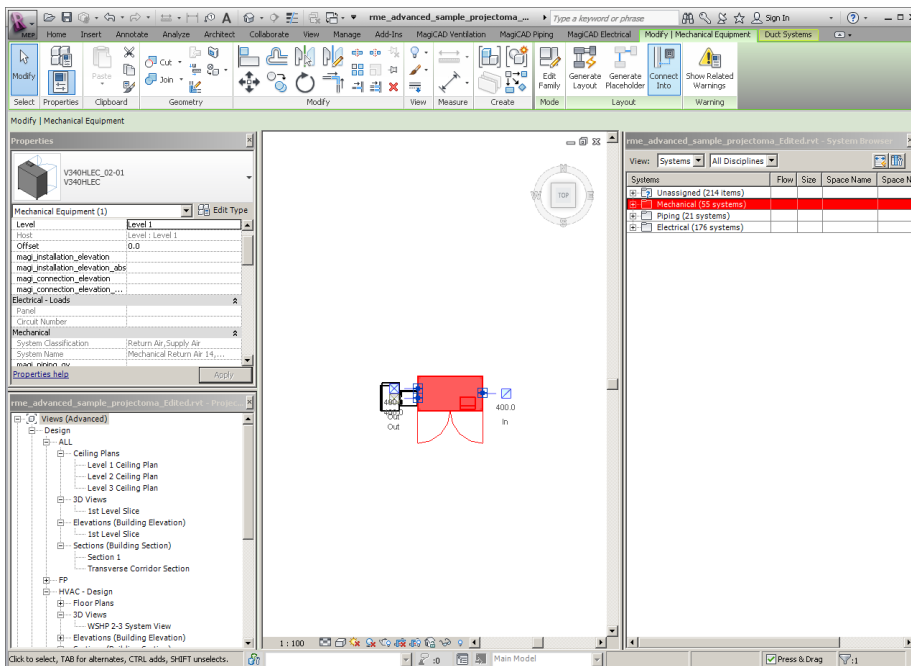 rme_advanced_sample_projectoma_...
Type a keyword or phrase
Sign In
MEP
Home Insert Annotate Analyze Architect Collaborate View Manage Add-Ins MagiCAD Ventilation MagiCAD Piping MagiCAD Electrical Modify | Mechanical Equipment Duct Systems
Modify
Paste
Cut
Join
Edit Family
Generate Layout
Generate Placeholder
Connect Into
Show Related Warnings
Select Properties Clipboard Geometry Modify View Measure Create Mode Layout Warning
Modify | Mechanical Equipment
Properties
V340HLEC_02-01
V340HLEC
Mechanical Equipment (1)
Edit Type
Level Level 1
Host Level : Level 1
Offset 0.0
magi_installation_elevation
magi_installation_elevation_abs
magi_connection_elevation
magi_connection_elevation_...
Electrical - Loads
Panel
Circuit Number
Mechanical
System Classification Return Air,Supply Air
System Name Mechanical Return Air 14,...
magi_piping_qv
Properties help
Apply
rme_advanced_sample_projectoma_Edited.rvt - Projec...
Views (Advanced)
Design
ALL
Ceiling Plans
Level 1 Ceiling Plan
Level 2 Ceiling Plan
Level 3 Ceiling Plan
3D Views
1st Level Slice
Elevations (Building Elevation)
1st Level Slice
Sections (Building Section)
Section 1
Transverse Corridor Section
FP
HVAC - Design
Floor Plans
3D Views
WSHP 2-3 System View
Elevations (Building Elevation)
TOP
Out
Out
400.0
In
1 : 100
rme_advanced_sample_projectoma_Edited.rvt - System Browser
View: Systems All Disciplines
Systems Flow Size Space Name Space N
Unassigned (214 items)
Mechanical (55 systems)
Piping (21 systems)
Electrical (176 systems)
Click to select, TAB for alternates, CTRL adds, SHIFT unselects.
:0
Main Model
Press & Drag
:1